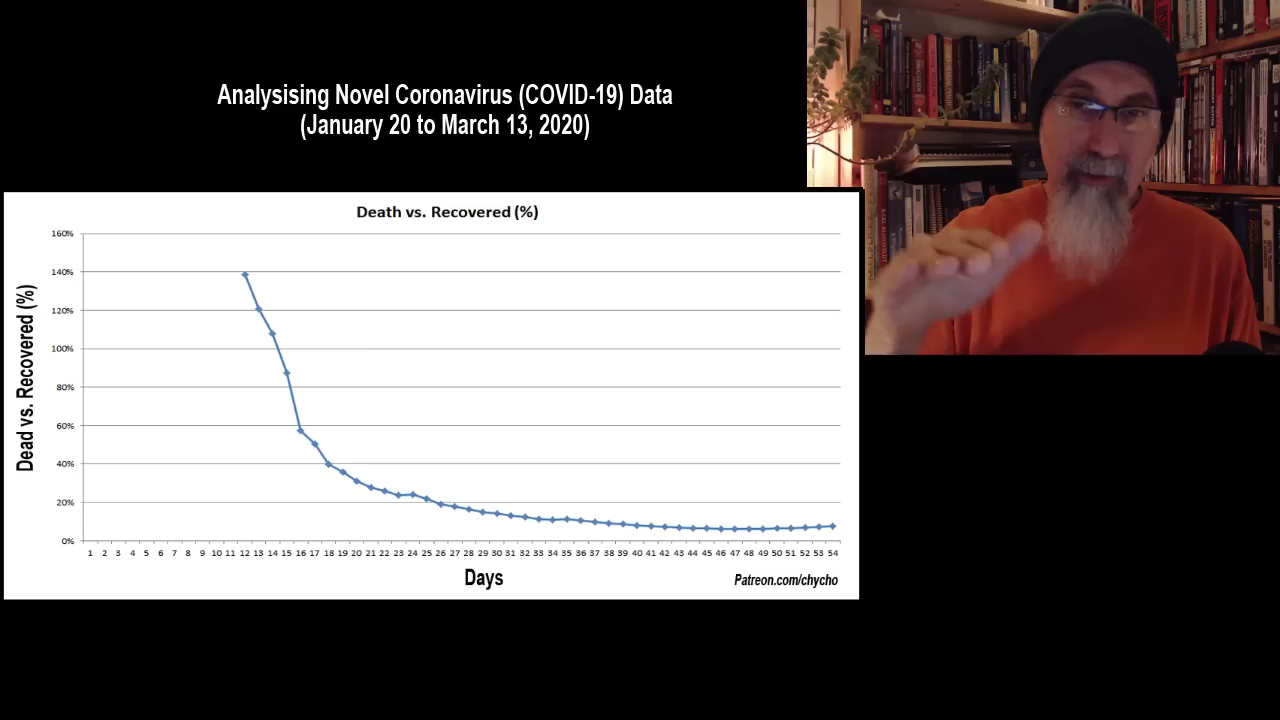 Analysising Novel Coronavirus (COVID-19) Data
(January 20 to March 13, 2020)
Death vs. Recovered (%)
Dead vs. Recovered (%)
160%
140%
120%
100%
80%
60%
40%
20%
0%
1 2 3 4 5 6 7 8 9 10 11 12 13 14 15 16 17 18 19 20 21 22 23 24 25 26 27 28 29 30 31 32 33 34 35 36 37 38 39 40 41 42 43 44 45 46 47 48 49 50 51 52 53 54
Days
Patreon.com/chycho